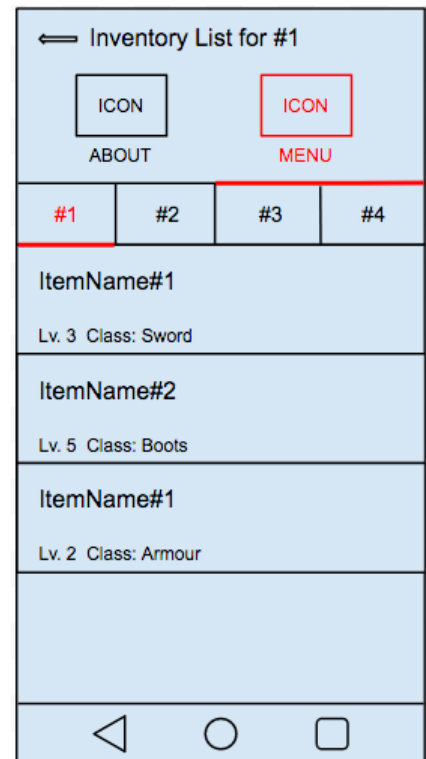 Inventory List for #1
ICON ICON
ABOUT MENU
#1 #2 #3 #4
ItemName#1
Lv. 3 Class: Sword
ItemName#2
Lv. 5 Class: Boots
ItemName#1
Lv. 2 Class: Armour